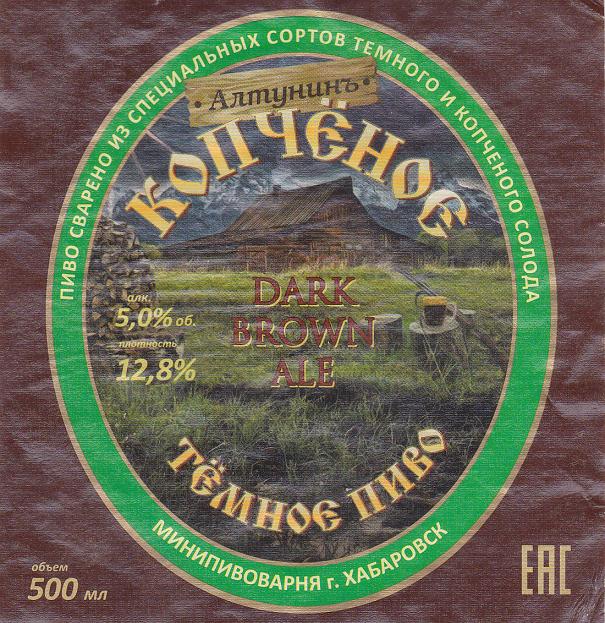 ПИВО СВАРЕНО ИЗ СПЕЦИАЛЬНЫХ СОРТОВ ТЕМНОГО И КОПЧЕНОГО СОЛОДА
• Алтунинъ •
КОПЧЁНОЕ
DARK
BROWN
ALE
алк.
5,0% об.
плотность
12,8%
ТЁМНОЕ ПИВО
МИНИПИВОВАРНЯ г. ХАБАРОВСК
объем
500 мл
EAC